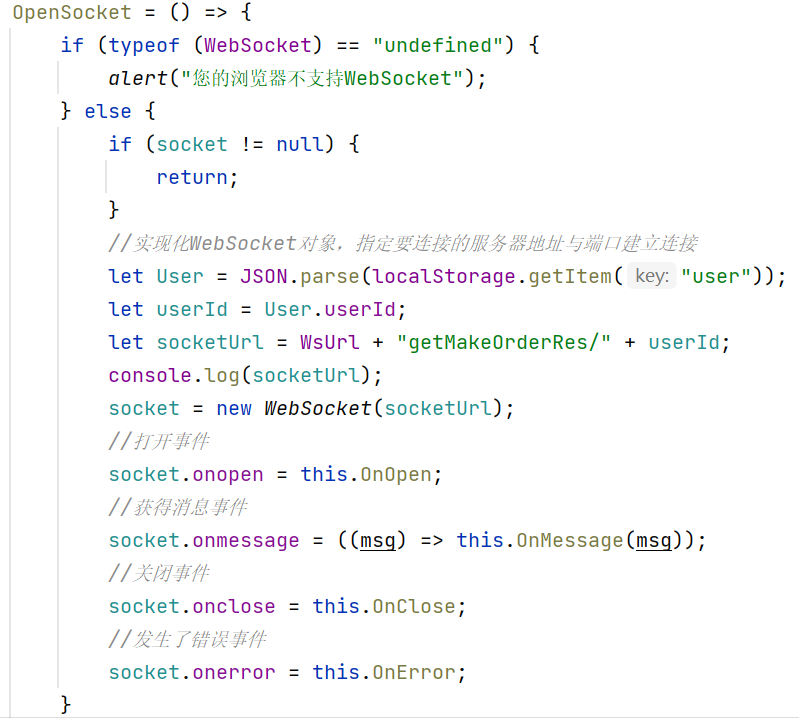 OpenSocket = () => {
    if (typeof (WebSocket) == "undefined") {
        alert("您的浏览器不支持WebSocket");
    } else {
        if (socket != null) {
            return;
        }
        //实现化WebSocket对象，指定要连接的服务器地址与端口建立连接
        let User = JSON.parse(localStorage.getItem( key: "user"));
        let userId = User.userId;
        let socketUrl = WsUrl + "getMakeOrderRes/" + userId;
        console.log(socketUrl);
        socket = new WebSocket(socketUrl);
        //打开事件
        socket.onopen = this.OnOpen;
        //获得消息事件
        socket.onmessage = ((msg) => this.OnMessage(msg));
        //关闭事件
        socket.onclose = this.OnClose;
        //发生了错误事件
        socket.onerror = this.OnError;
    }